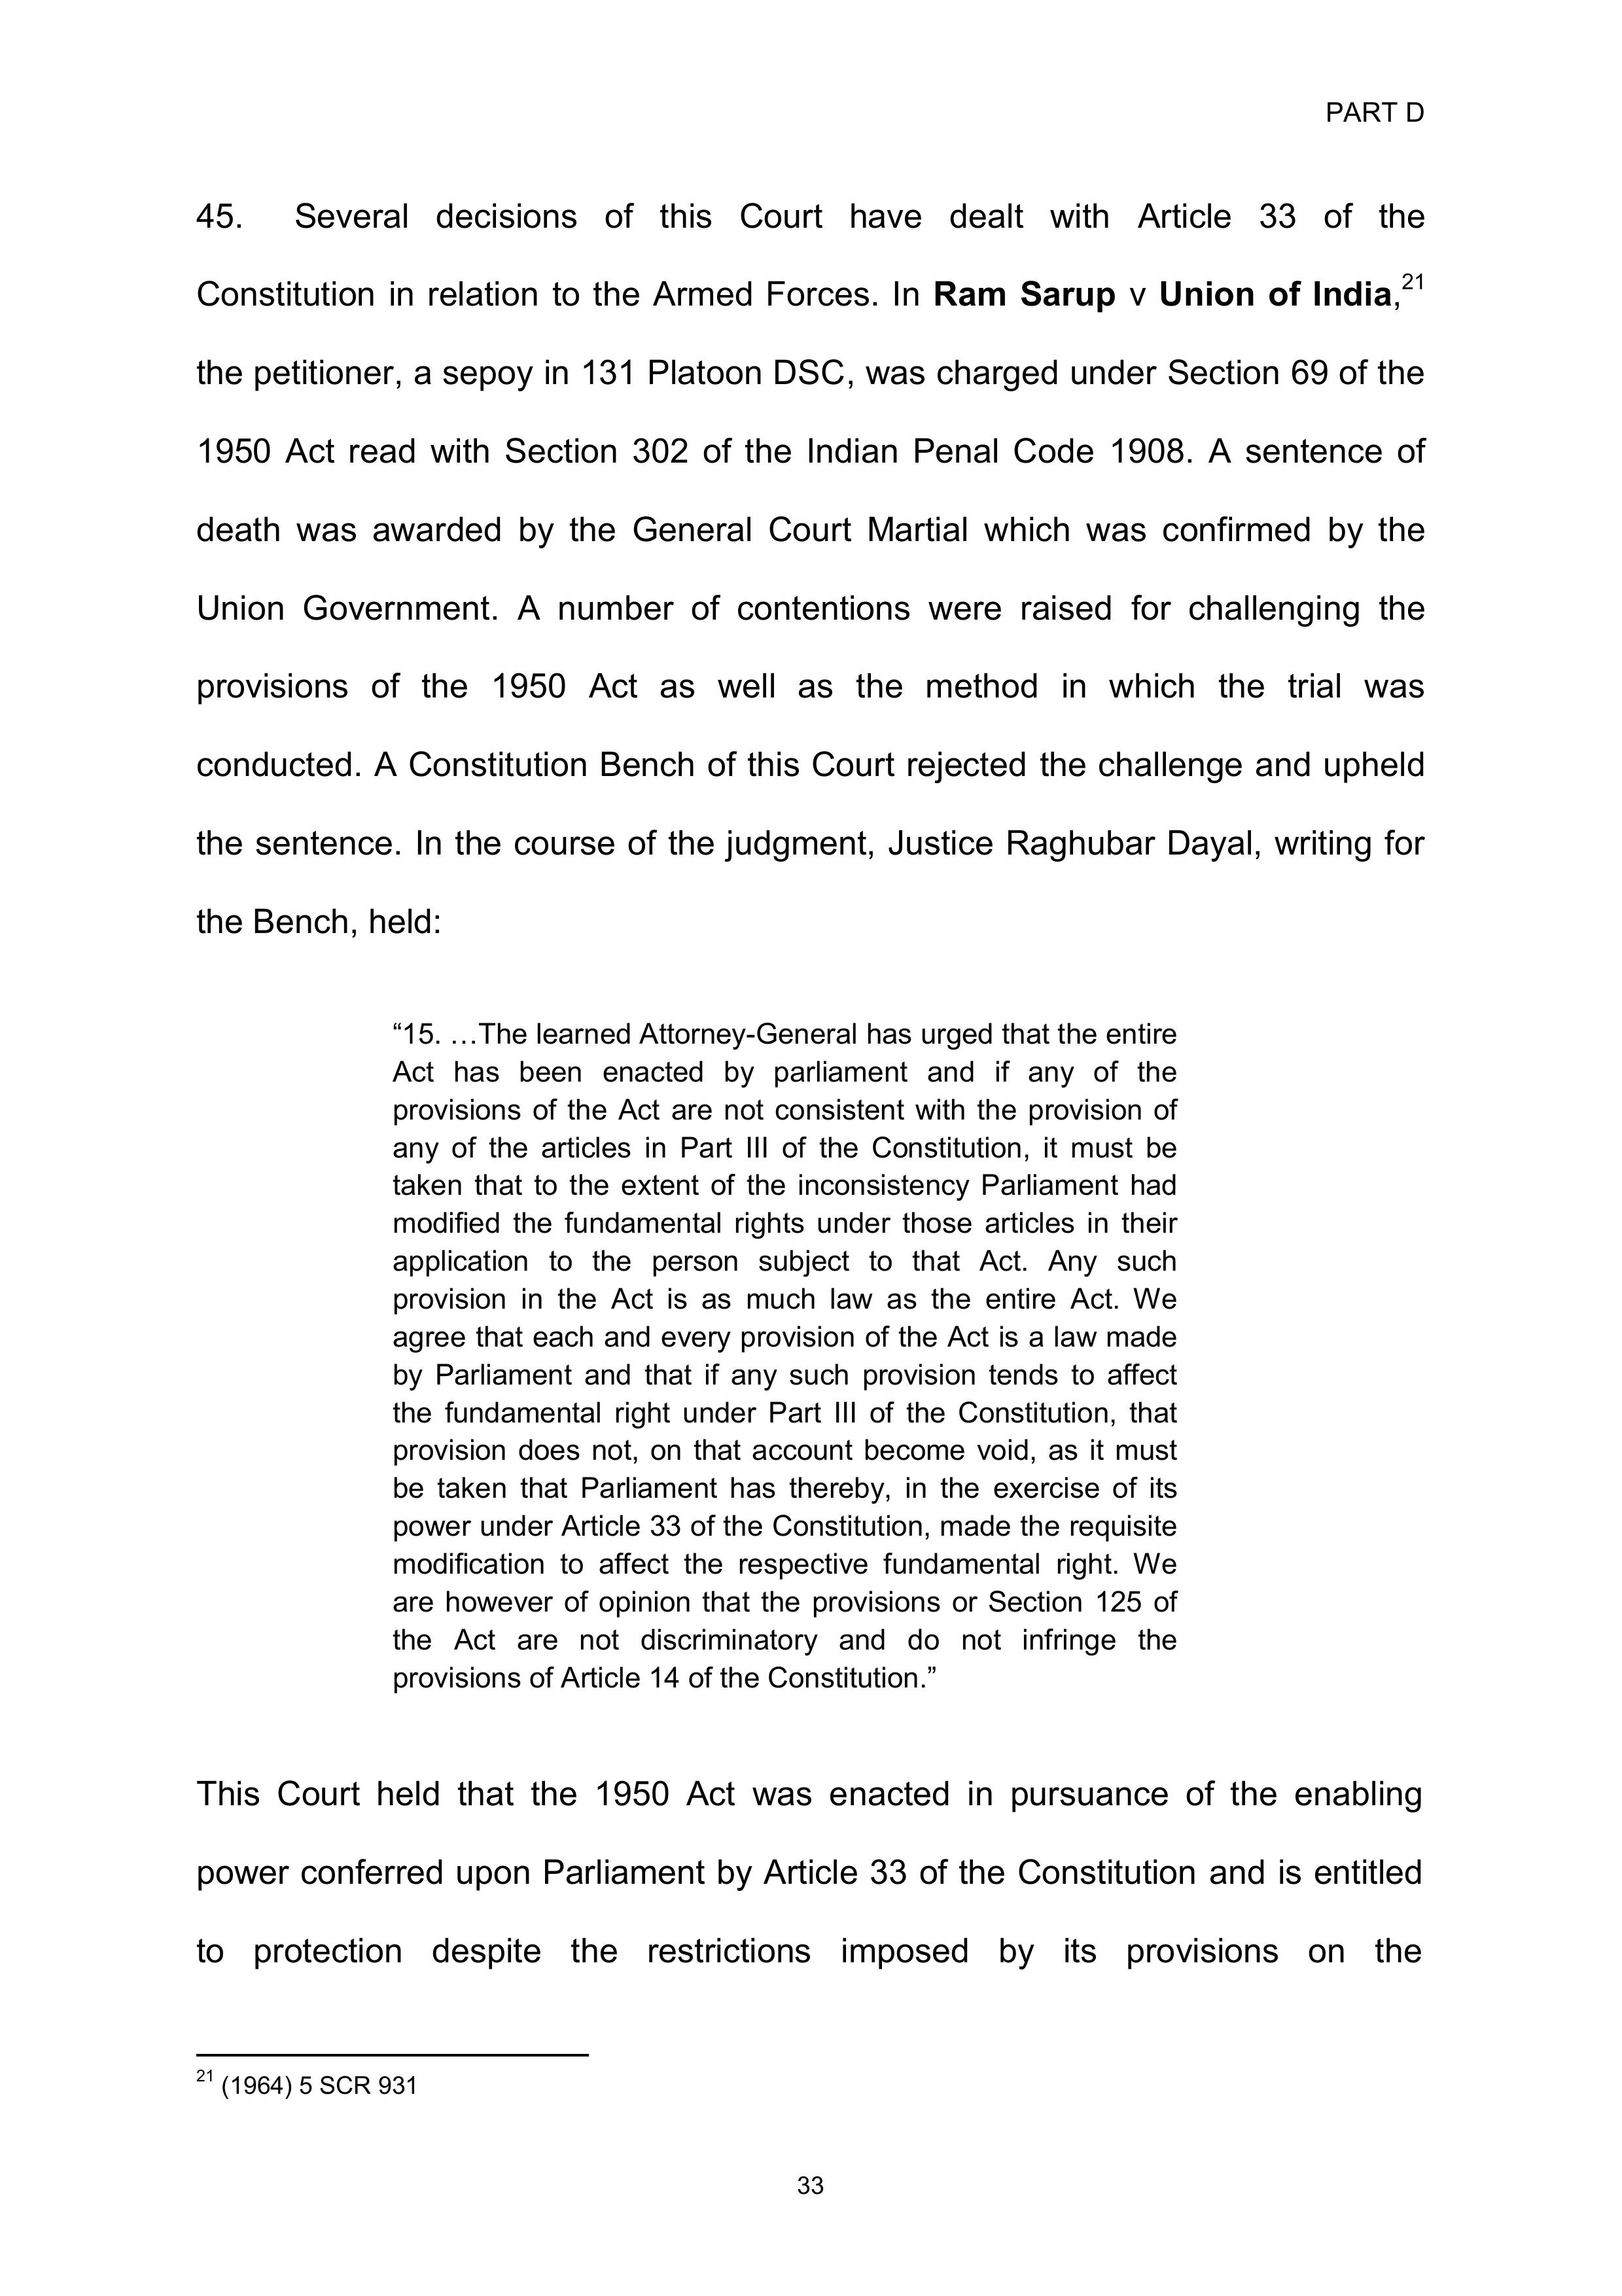 PART D
45. Several decisions of this Court have dealt with Article 33 of the
Constitution in relation to the Armed Forces. In Ram Sarup v Union of India,21
the petitioner, a sepoy in 131 Platoon DSC, was charged under Section 69 of the
1950 Act read with Section 302 of the Indian Penal Code 1908. A sentence of
death was awarded by the General Court Martial which was confirmed by the
Union Government. A number of contentions were raised for challenging the
provisions of the 1950 Act as well as the method in which the trial was
conducted. A Constitution Bench of this Court rejected the challenge and upheld
the sentence. In the course of the judgment, Justice Raghubar Dayal, writing for
the Bench, held:
“15. …The learned Attorney-General has urged that the entire
Act has been enacted by parliament and if any of the
provisions of the Act are not consistent with the provision of
any of the articles in Part III of the Constitution, it must be
taken that to the extent of the inconsistency Parliament had
modified the fundamental rights under those articles in their
application to the person subject to that Act. Any such
provision in the Act is as much law as the entire Act. We
agree that each and every provision of the Act is a law made
by Parliament and that if any such provision tends to affect
the fundamental right under Part III of the Constitution, that
provision does not, on that account become void, as it must
be taken that Parliament has thereby, in the exercise of its
power under Article 33 of the Constitution, made the requisite
modification to affect the respective fundamental right. We
are however of opinion that the provisions or Section 125 of
the Act are not discriminatory and do not infringe the
provisions of Article 14 of the Constitution.”
This Court held that the 1950 Act was enacted in pursuance of the enabling
power conferred upon Parliament by Article 33 of the Constitution and is entitled
to protection despite the restrictions imposed by its provisions on the
21 (1964) 5 SCR 931
33